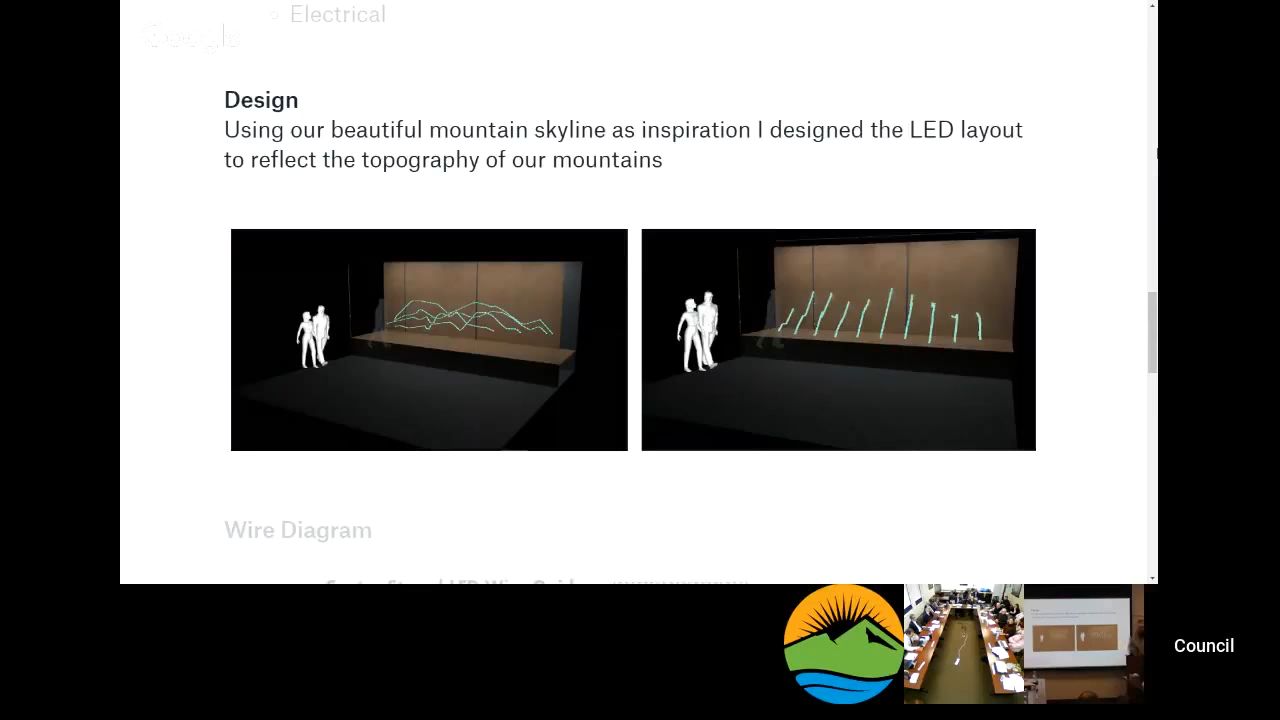 Electrical
Design
Using our beautiful mountain skyline as inspiration I designed the LED layout
to reflect the topography of our mountains
Wire Diagram
Council